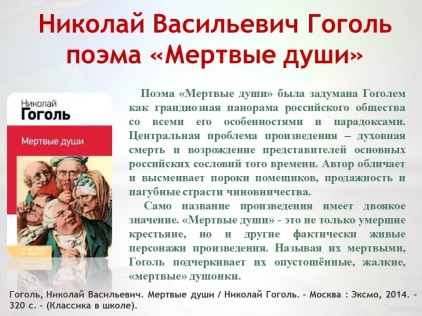 Николай Васильевич Гоголь
поэма «Мертвые души»
Николай
Гоголь
Мертвые души
Поэма «Мертвые души» была задумана Гоголем
как грандиозная панорама российского общества
со всеми его особенностями и парадоксами.
Центральная проблема произведения – духовная
смерть и возрождение представителей основных
российских сословий того времени. Автор обличает
и высмеивает пороки помещиков, продажность и
пагубные страсти чиновничества.
Само название произведения имеет двоякое
значение. «Мертвые души» - это не только умершие
крестьяне, но и другие фактически живые
персонажи произведения. Называя их мертвыми,
Гоголь подчеркивает их опустошённые, жалкие,
«мертвые» душонки.
Гоголь, Николай Васильевич. Мертвые души / Николай Гоголь. - Москва : Эксмо, 2014. -
320 с. - (Классика в школе).